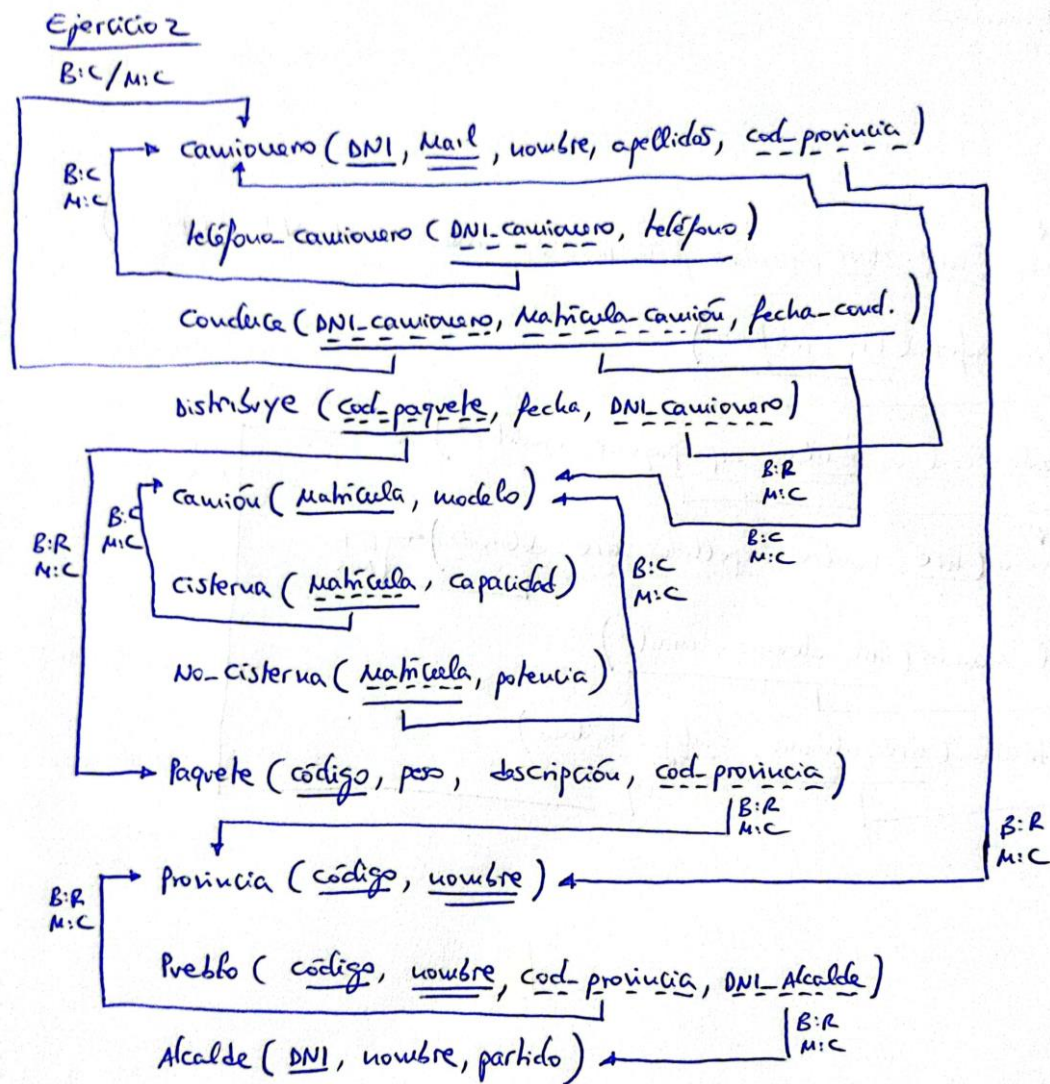 Ejercicio 2
B:C/M:C
Camionero (DNI, Mail, nombre, apellidos, cod_provincia)
B:C
M:C
teléfono_camionero (DNI_camionero, teléfono)
Conduce (DNI_camionero, Matrícula_camión, fecha_cond.)
Distribuye (cod_paquete, fecha, DNI_camionero)
B:R
M:C
Camión (Matrícula, modelo)
B:C
M:C
B:C
M:C
B:R
M:C
B:C
M:C
Cisterna (Matrícula, capacidad)
No_Cisterna (Matrícula, potencia)
Paquete (código, peso, descripción, cod_provincia)
B:R
M:C
B:R
M:C
Provincia (código, nombre)
B:R
M:C
Pueblo (código, nombre, cod_provincia, DNI_Alcalde)
B:R
M:C
Alcalde (DNI, nombre, partido)